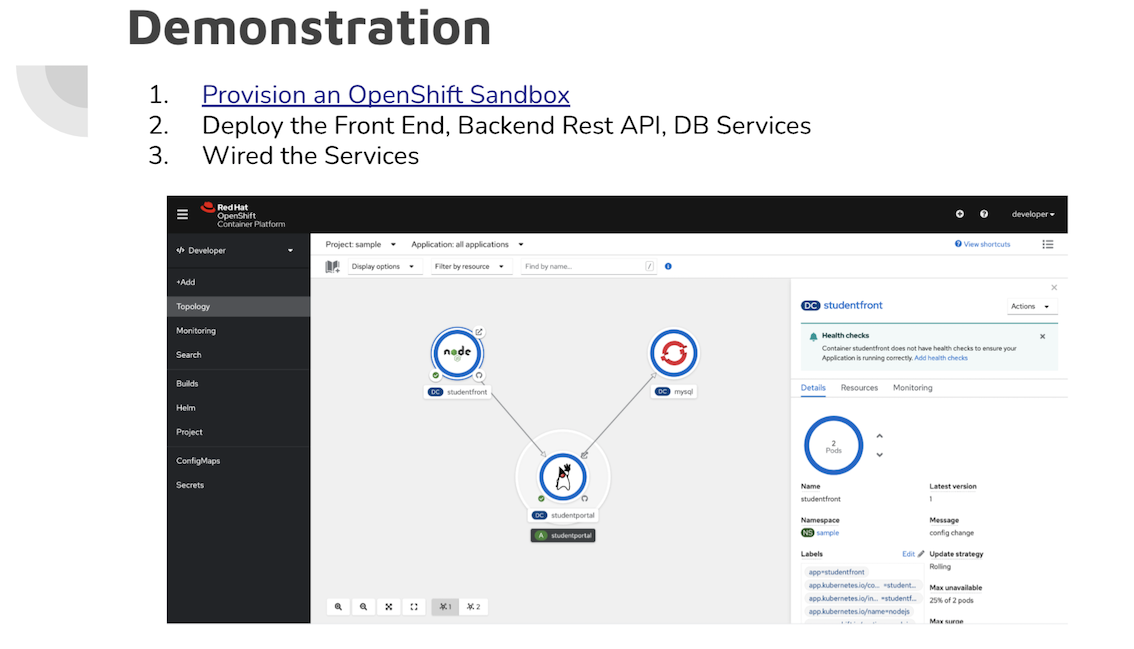 Demonstration
1. Provision an OpenShift Sandbox
2. Deploy the Front End, Backend Rest API, DB Services
3. Wired the Services
Red Hat
OpenShift
Container Platform
developer
Developer
+Add
Topology
Monitoring
Search
Builds
Helm
Project
ConfigMaps
Secrets
Project: sample
Application: all applications
View shortcuts
Display options
Filter by resource
Find by name...
/
node
DC studentfront
DC mysql
DC studentportal
A studentportal
1
2
DC studentfront
Actions
Health checks
Container studentfront does not have health checks to ensure your
Application is running correctly. Add health checks
Details Resources Monitoring
2
Pods
Name
studentfront
Latest version
1
Namespace
NS sample
Message
config change
Labels
Edit
app=studentfront
app.kubernetes.io/co... =student...
app.kubernetes.io/in... =studentf...
app.kubernetes.io/name=nodejs
Update strategy
Rolling
Max unavailable
25% of 2 pods
Max surge